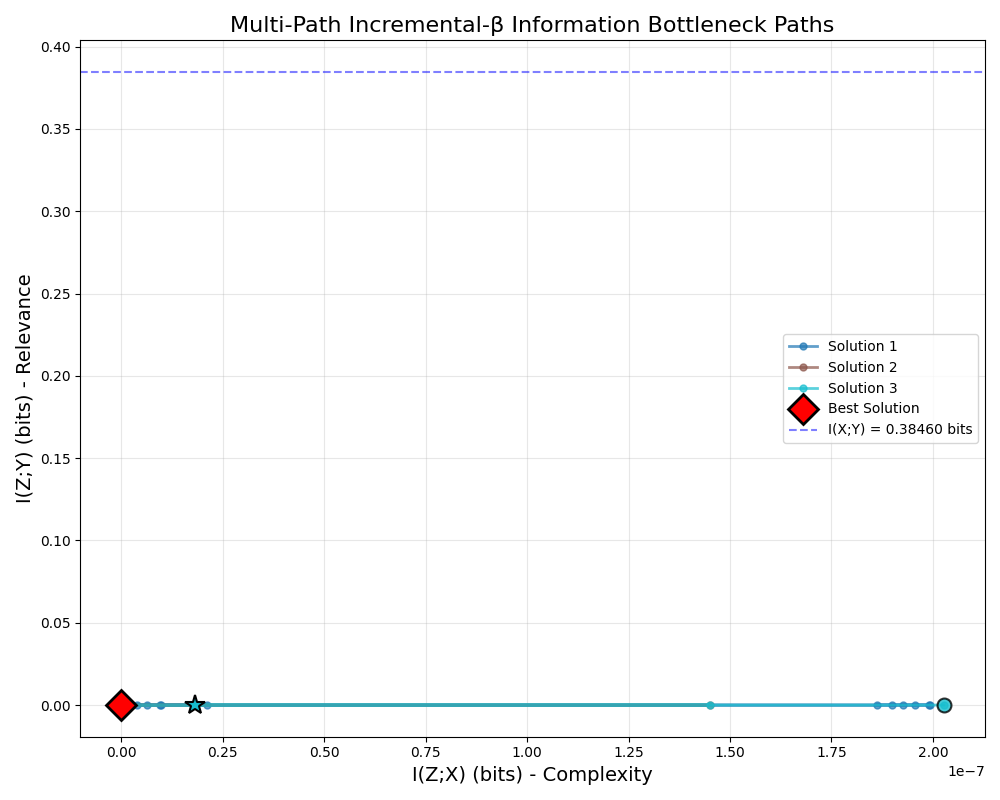 Multi-Path Incremental-β Information Bottleneck Paths
I(Z;Y) (bits) - Relevance
0.40
0.35
0.30
0.25
0.20
0.15
0.10
0.05
0.00
Solution 1
Solution 2
Solution 3
Best Solution
I(X;Y) = 0.38460 bits
0.00 0.25 0.50 0.75 1.00 1.25 1.50 1.75 2.00
1e−7
I(Z;X) (bits) - Complexity